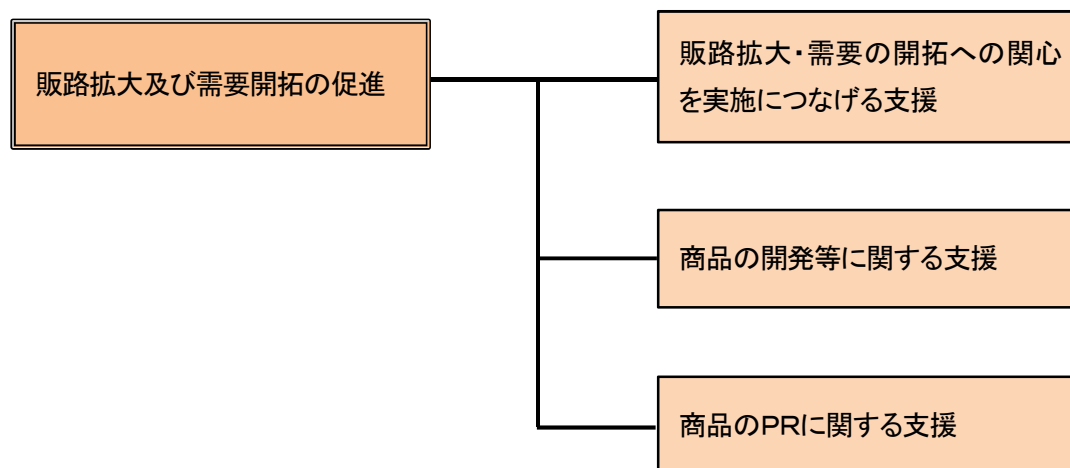 販路拡大及び需要開拓の促進
販路拡大・需要の開拓への関心
を実施につなげる支援
商品の開発等に関する支援
商品のPRに関する支援